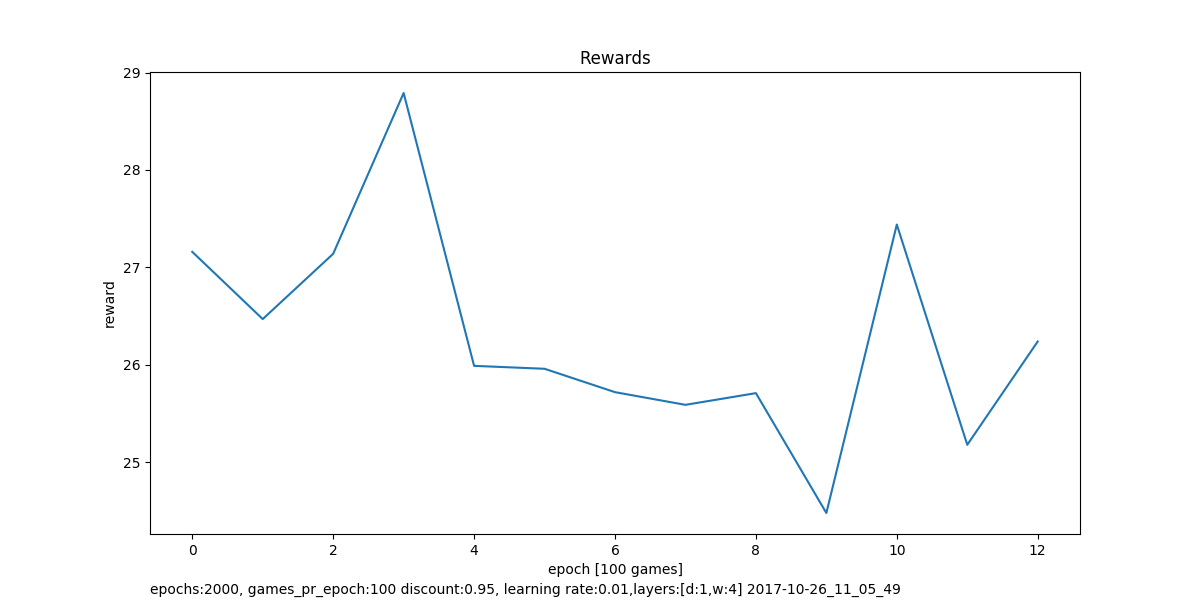 Rewards
29
28
27
26
25
reward
0 2 4 6 8 10 12
epoch [100 games]
epochs:2000, games_pr_epoch:100 discount:0.95, learning rate:0.01,layers:[d:1,w:4] 2017-10-26_11_05_49